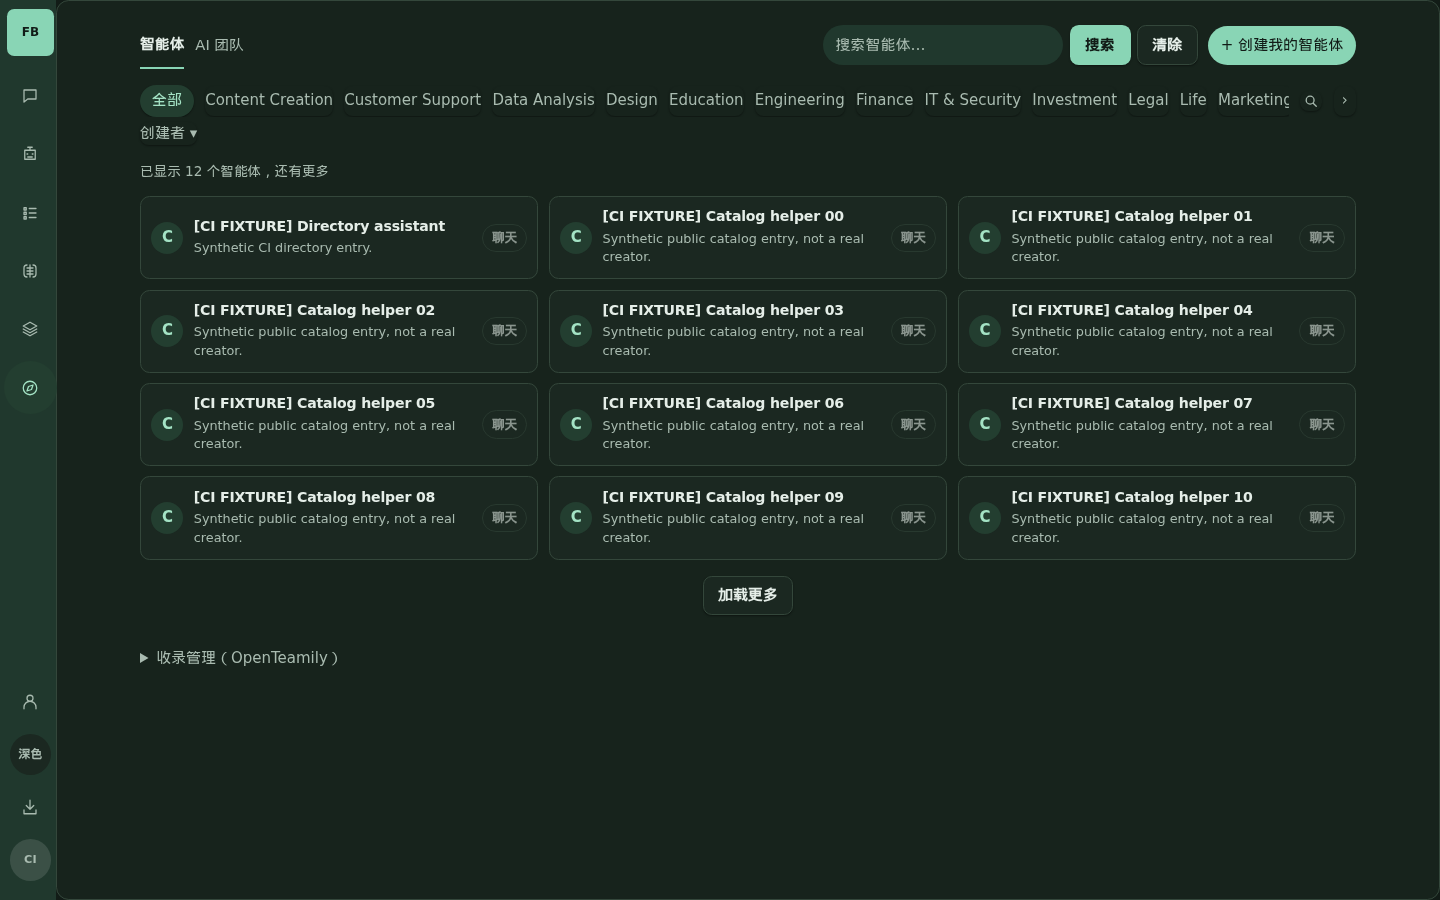 FB
智能体 AI 团队
搜索智能体...
搜索
清除
+ 创建我的智能体
全部 Content Creation Customer Support Data Analysis Design Education Engineering Finance IT & Security Investment Legal Life Marketing
创建者 ▾
已显示 12 个智能体，还有更多
C
[CI FIXTURE] Directory assistant
Synthetic CI directory entry.
聊天
C
[CI FIXTURE] Catalog helper 00
Synthetic public catalog entry, not a real
creator.
聊天
C
[CI FIXTURE] Catalog helper 01
Synthetic public catalog entry, not a real
creator.
聊天
C
[CI FIXTURE] Catalog helper 02
Synthetic public catalog entry, not a real
creator.
聊天
C
[CI FIXTURE] Catalog helper 03
Synthetic public catalog entry, not a real
creator.
聊天
C
[CI FIXTURE] Catalog helper 04
Synthetic public catalog entry, not a real
creator.
聊天
C
[CI FIXTURE] Catalog helper 05
Synthetic public catalog entry, not a real
creator.
聊天
C
[CI FIXTURE] Catalog helper 06
Synthetic public catalog entry, not a real
creator.
聊天
C
[CI FIXTURE] Catalog helper 07
Synthetic public catalog entry, not a real
creator.
聊天
C
[CI FIXTURE] Catalog helper 08
Synthetic public catalog entry, not a real
creator.
聊天
C
[CI FIXTURE] Catalog helper 09
Synthetic public catalog entry, not a real
creator.
聊天
C
[CI FIXTURE] Catalog helper 10
Synthetic public catalog entry, not a real
creator.
聊天
加载更多
▶ 收录管理（OpenTeamily）
深色
CI